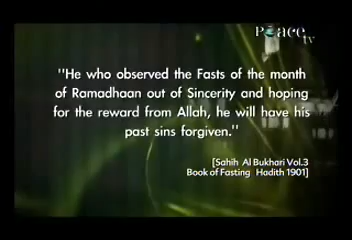 Peace tv
"He who observed the Fasts of the month
of Ramadhaan out of Sincerity and hoping
for the reward from Allah, he will have his
past sins forgiven."
[Sahih Al Bukhari Vol.3
Book of Fasting Hadith 1901]